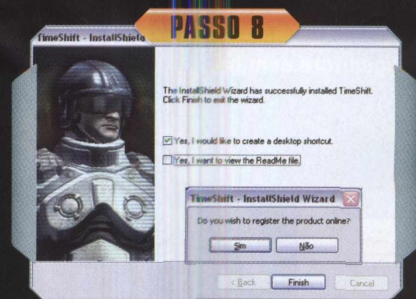 PASSO 8
TimeShift - InstallShield
The InstallShield Wizard has successfully installed TimeShift.
Click Finish to exit the wizard.
Yes, I would like to create a desktop shortcut.
Yes, I want to view the ReadMe file.
TimeShift - InstallShield Wizard
Do you wish to register the product online?
Sim
Não
< Back
Finish
Cancel